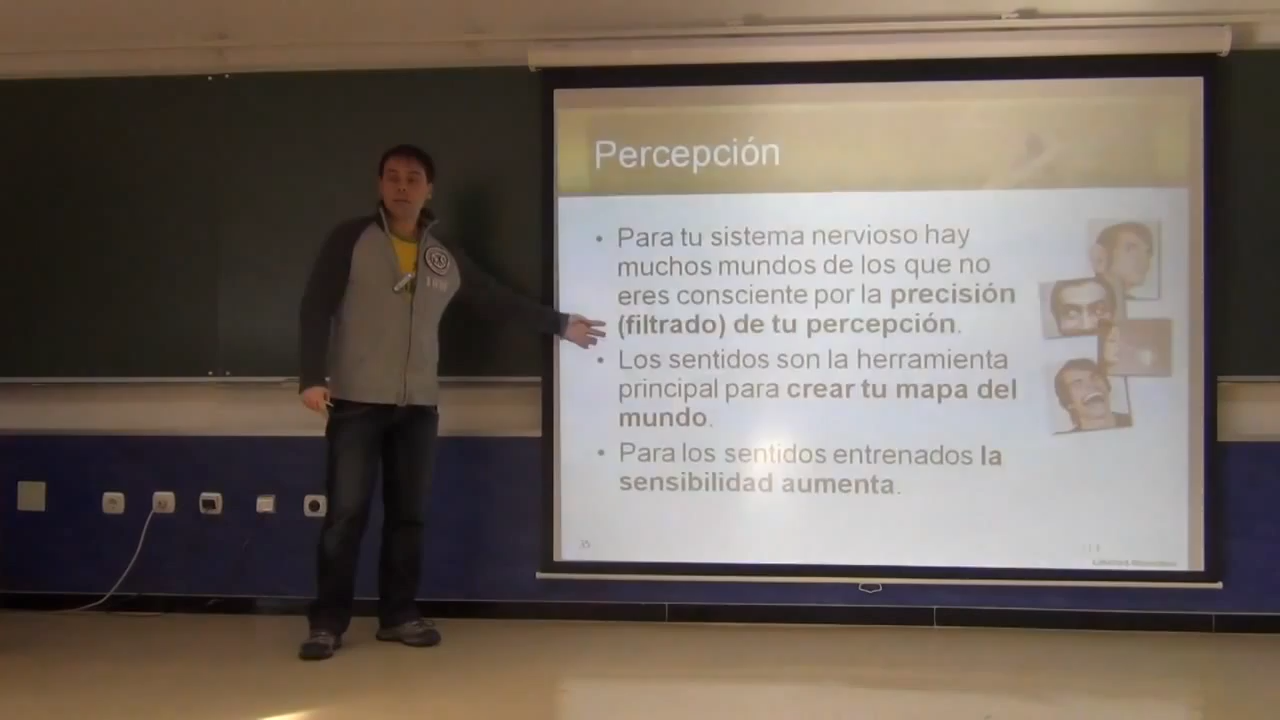 Percepción
• Para tu sistema nervioso hay
muchos mundos de los que no
eres consciente por la precisión
(filtrado) de tu percepción.
• Los sentidos son la herramienta
principal para crear tu mapa del
mundo.
• Para los sentidos entrenados la
sensibilidad aumenta.
35